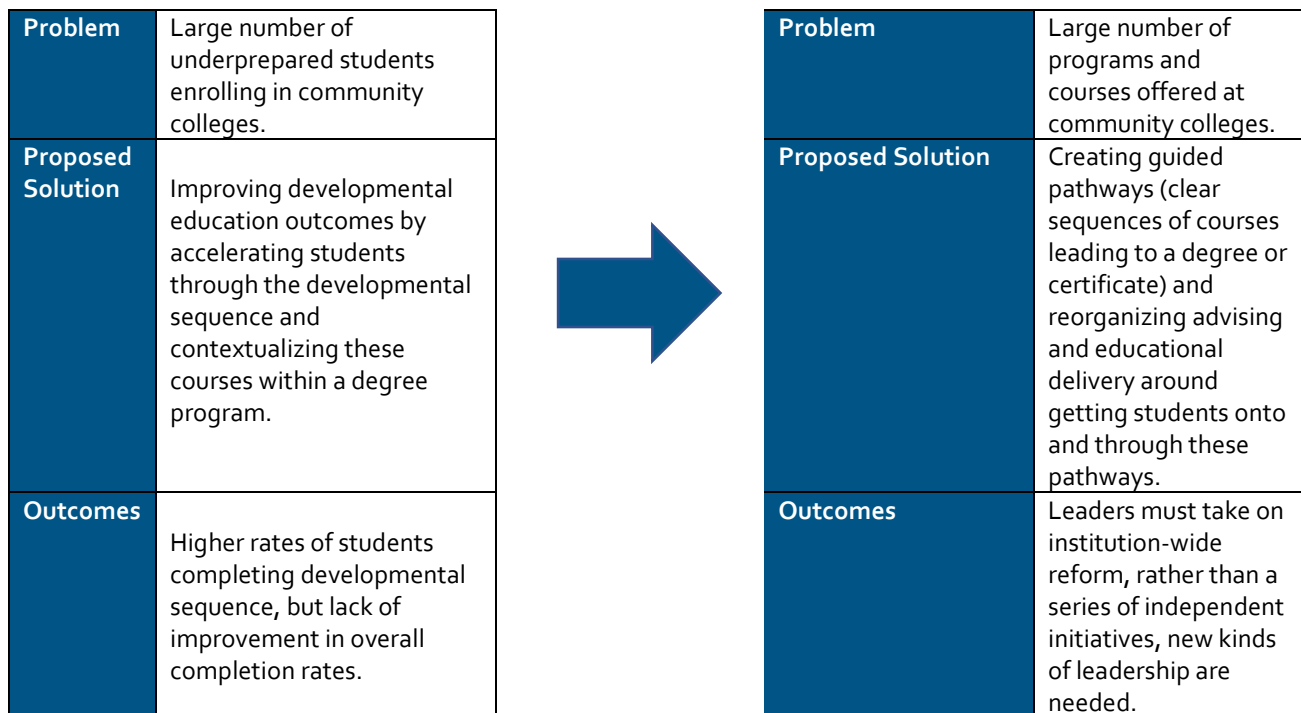 Problem
Large number of
underprepared students
enrolling in community
colleges.
Proposed
Solution
Improving developmental
education outcomes by
accelerating students
through the developmental
sequence and
contextualizing these
courses within a degree
program.
Outcomes
Higher rates of students
completing developmental
sequence, but lack of
improvement in overall
completion rates.
Problem
Large number of
programs and
courses offered at
community colleges.
Proposed Solution
Creating guided
pathways (clear
sequences of courses
leading to a degree or
certificate) and
reorganizing advising
and educational
delivery around
getting students onto
and through these
pathways.
Outcomes
Leaders must take on
institution-wide
reform, rather than a
series of independent
initiatives, new kinds
of leadership are
needed.